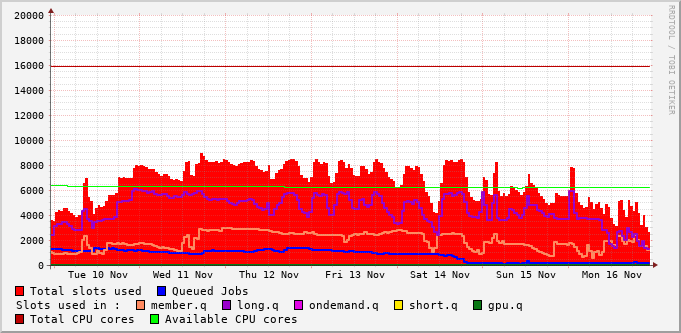 20000
18000
16000
14000
12000
10000
8000
6000
4000
2000
0
Tue 10 Nov Wed 11 Nov Thu 12 Nov Fri 13 Nov Sat 14 Nov Sun 15 Nov Mon 16 Nov
Total slots used Queued Jobs
Slots used in : member.q long.q ondemand.q short.q gpu.q
Total CPU cores Available CPU cores
RRDTOOL / TOBI OETIKER